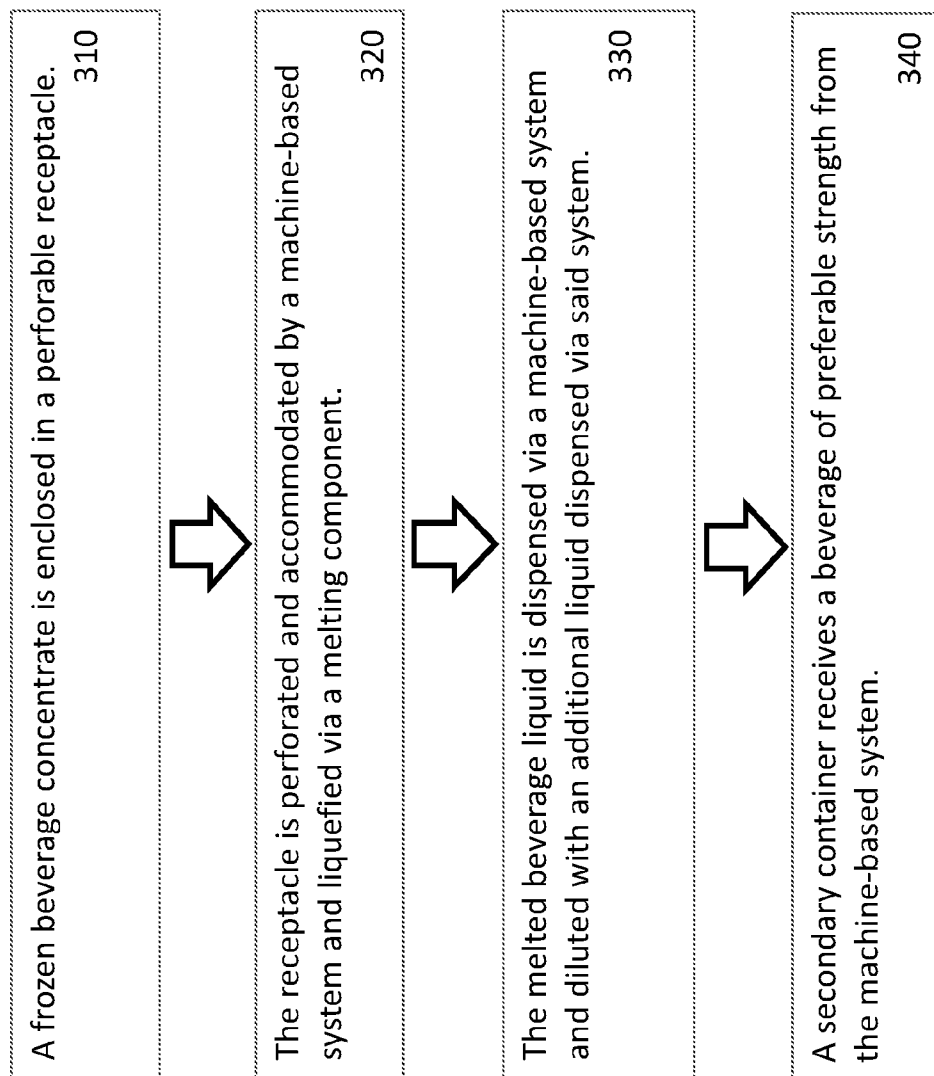 A frozen beverage concentrate is enclosed in a perforable receptacle.
310
The receptacle is perforated and accommodated by a machine-based
system and liquefied via a melting component.
320
The melted beverage liquid is dispensed via a machine-based system
and diluted with an additional liquid dispensed via said system.
330
A secondary container receives a beverage of preferable strength from
the machine-based system.
340